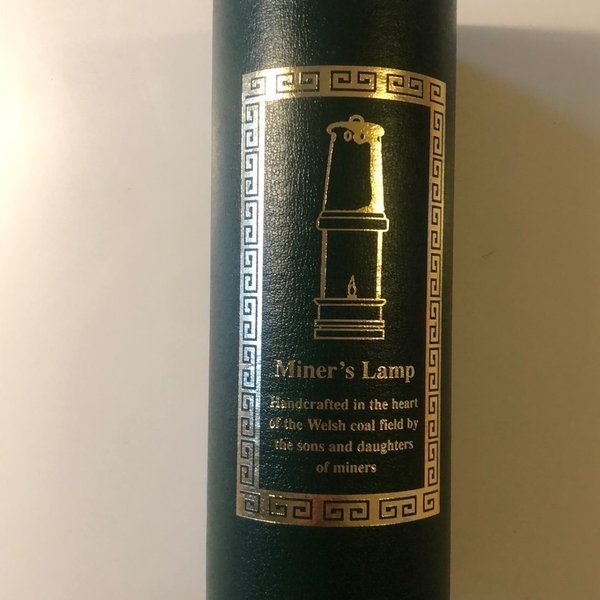 Miner's Lamp
Handcrafted in the heart
of the Welsh coal field by
the sons and daughters
of miners